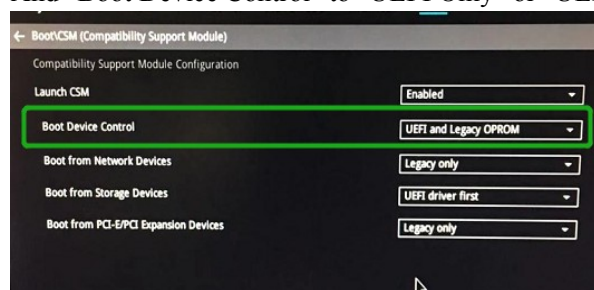 ← Boot\CSM (Compatibility Support Module)
Compatibility Support Module Configuration
Launch CSM Enabled
Boot Device Control UEFI and Legacy OPROM
Boot from Network Devices Legacy only
Boot from Storage Devices UEFI driver first
Boot from PCI-E/PCI Expansion Devices Legacy only